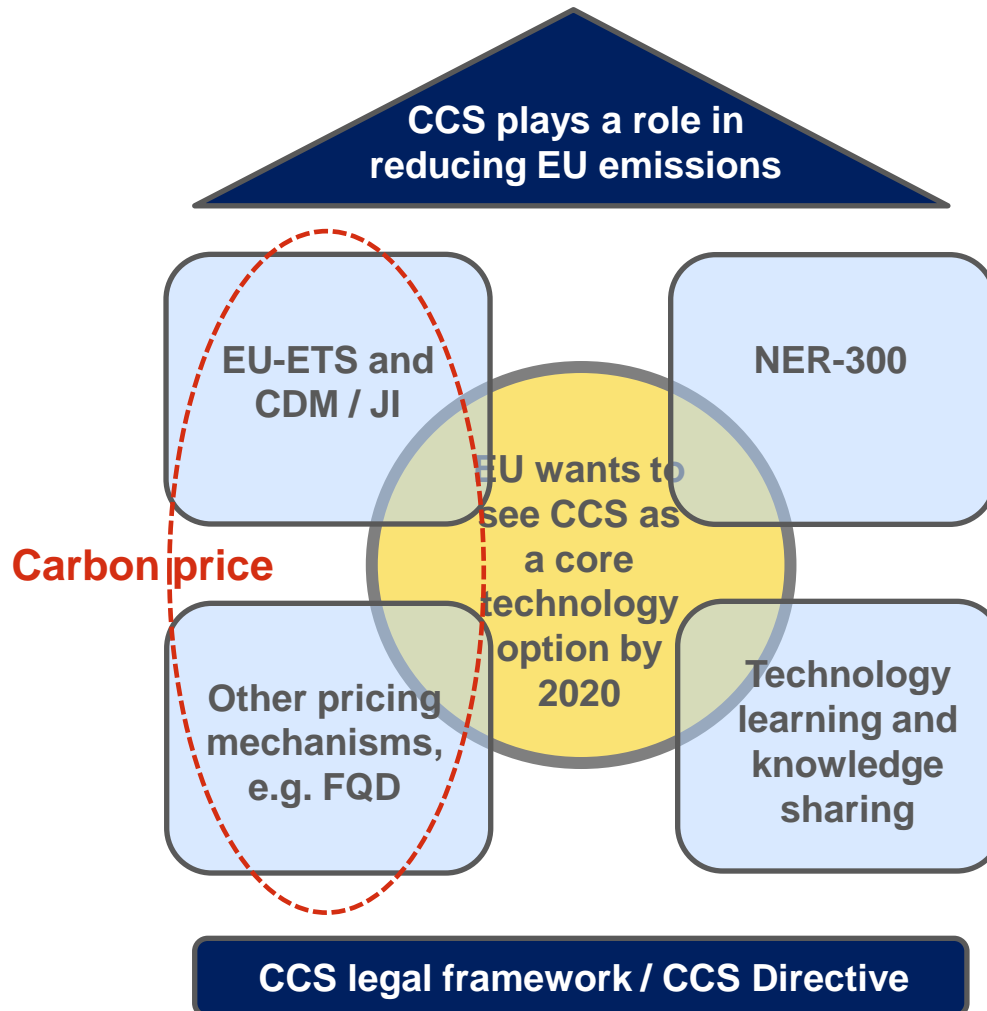 CCS plays a role in
reducing EU emissions
EU-ETS and
CDM / JI
NER-300
EU wants to
see CCS as
a core
technology
option by
2020
Carbon price
Other pricing
mechanisms,
e.g. FQD
Technology
learning and
knowledge
sharing
CCS legal framework / CCS Directive